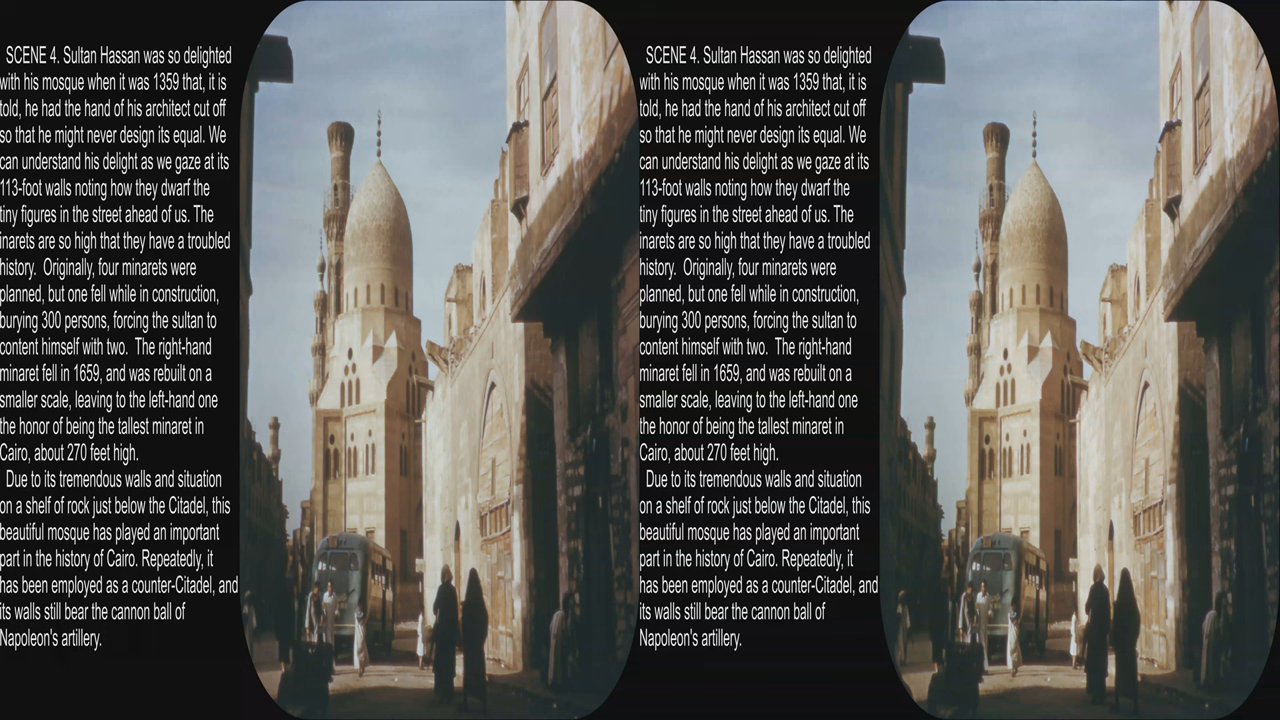 SCENE 4. Sultan Hassan was so delighted
with his mosque when it was 1359 that, it is
told, he had the hand of his architect cut off
so that he might never design its equal. We
can understand his delight as we gaze at its
113-foot walls noting how they dwarf the
tiny figures in the street ahead of us. The
inarets are so high that they have a troubled
history. Originally, four minarets were
planned, but one fell while in construction,
burying 300 persons, forcing the sultan to
content himself with two. The right-hand
minaret fell in 1659, and was rebuilt on a
smaller scale, leaving to the left-hand one
the honor of being the tallest minaret in
Cairo, about 270 feet high.
Due to its tremendous walls and situation
on a shelf of rock just below the Citadel, this
beautiful mosque has played an important
part in the history of Cairo. Repeatedly, it
has been employed as a counter-Citadel, and
its walls still bear the cannon ball of
Napoleon's artillery.
SCENE 4. Sultan Hassan was so delighted
with his mosque when it was 1359 that, it is
told, he had the hand of his architect cut off
so that he might never design its equal. We
can understand his delight as we gaze at its
113-foot walls noting how they dwarf the
tiny figures in the street ahead of us. The
inarets are so high that they have a troubled
history. Originally, four minarets were
planned, but one fell while in construction,
burying 300 persons, forcing the sultan to
content himself with two. The right-hand
minaret fell in 1659, and was rebuilt on a
smaller scale, leaving to the left-hand one
the honor of being the tallest minaret in
Cairo, about 270 feet high.
Due to its tremendous walls and situation
on a shelf of rock just below the Citadel, this
beautiful mosque has played an important
part in the history of Cairo. Repeatedly, it
has been employed as a counter-Citadel, and
its walls still bear the cannon ball of
Napoleon's artillery.